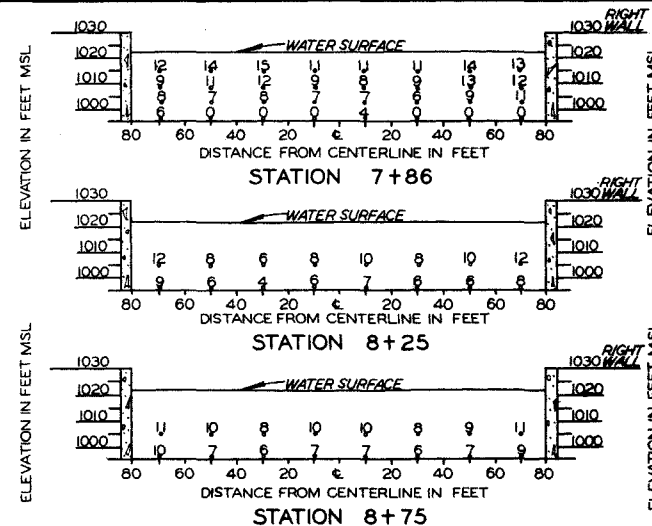 RIGHT
1030 1030 WALL
1020 WATER SURFACE 1020
12 14 15 11 11 11 14 13
1010 9 11 12 9 8 9 13 12 1010
8 7 8 7 7 6 9 11
1000 1000
6 0 0 0 4 0 0 0
80 60 40 20 ℄ 20 40 60 80
DISTANCE FROM CENTERLINE IN FEET
STATION 7+86
ELEVATION IN FEET MSL
ELEVATION IN FEET MSL
RIGHT
1030 1030 WALL
1020 WATER SURFACE 1020
1010 1010
12 8 6 8 10 8 10 12
1000 1000
9 6 4 6 7 6 6 8
80 60 40 20 ℄ 20 40 60 80
DISTANCE FROM CENTERLINE IN FEET
STATION 8+25
RIGHT
1030 1030 WALL
1020 WATER SURFACE 1020
1010 1010
11 10 8 10 10 8 9 11
1000 1000
10 7 6 7 7 6 7 9
80 60 40 20 ℄ 20 40 60 80
DISTANCE FROM CENTERLINE IN FEET
STATION 8+75
ELEVATION IN FEET MSL
ELEVATION IN FEET MSL